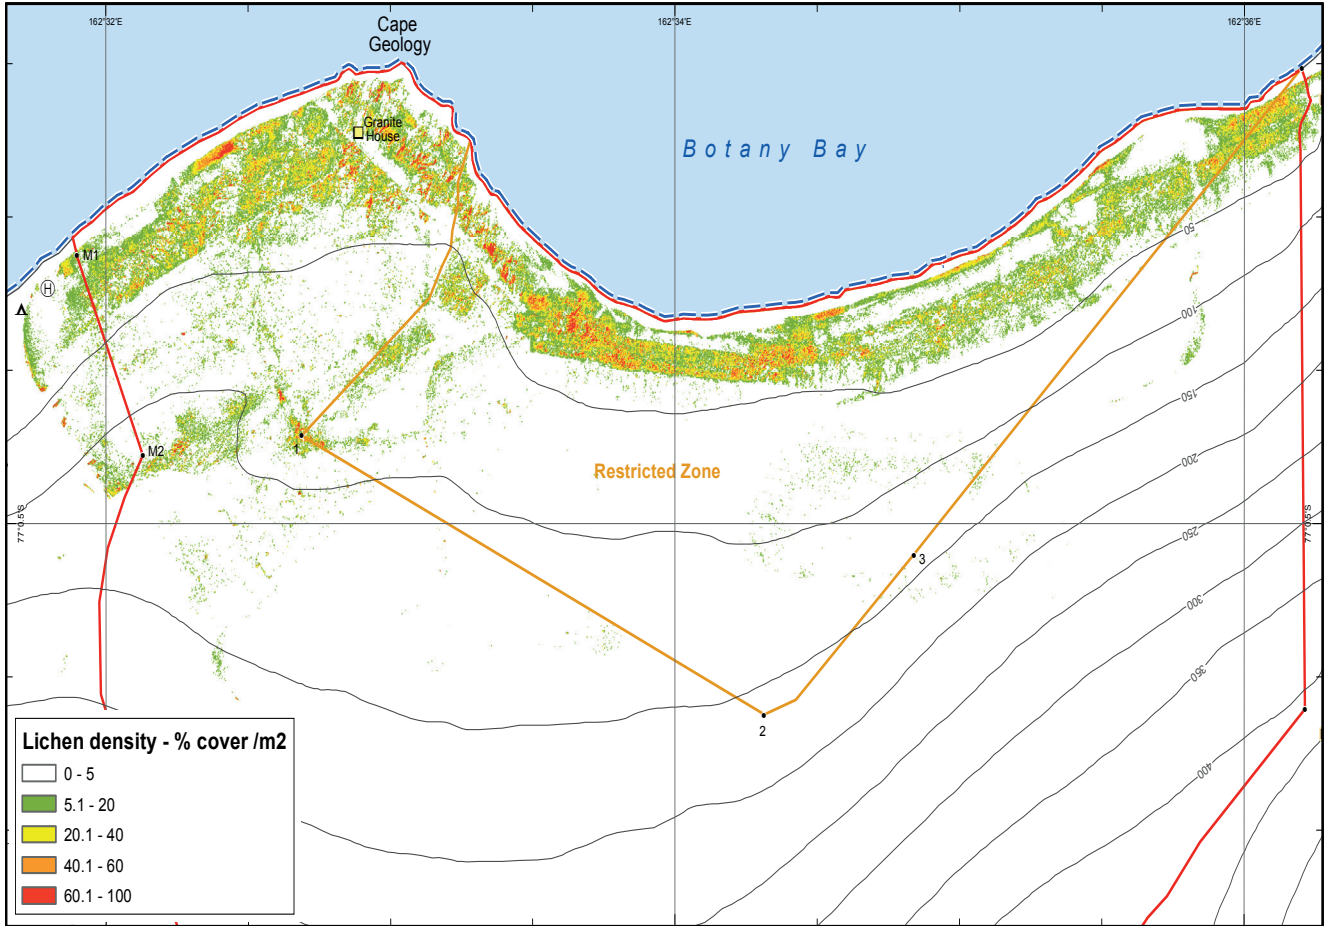 162°32'E
162°34'E
162°36'E
Cape
Geology
Granite
House
Botany Bay
M1
H
M2
1
Restricted Zone
3
2
50
100
150
200
250
300
350
400
77°0.5'S
77°0.5'S
Lichen density - % cover /m2
0 - 5
5.1 - 20
20.1 - 40
40.1 - 60
60.1 - 100